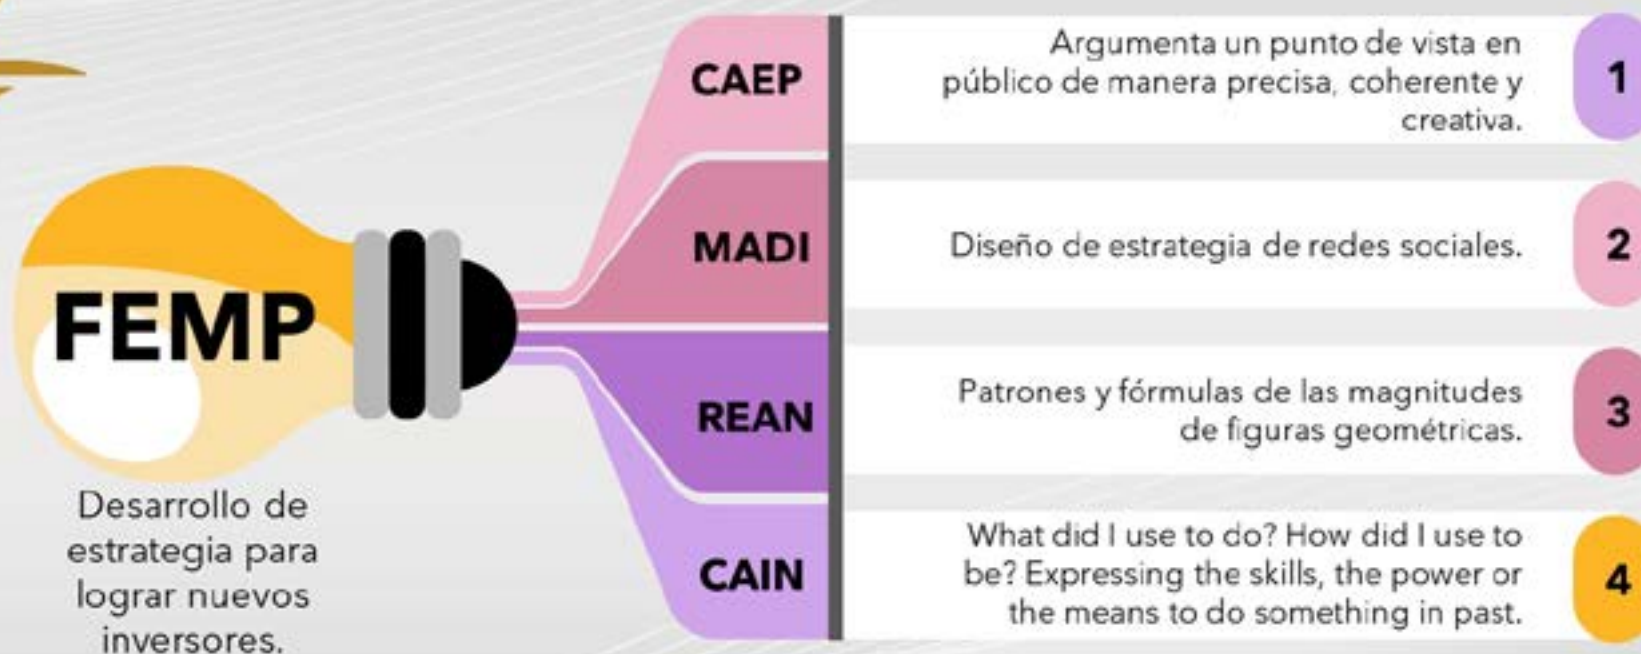 FEMP
Desarrollo de
estrategia para
lograr nuevos
inversores.
CAEP
Argumenta un punto de vista en
público de manera precisa, coherente y
creativa.
1
MADI
Diseño de estrategia de redes sociales.
2
REAN
Patrones y fórmulas de las magnitudes
de figuras geométricas.
3
CAIN
What did I use to do? How did I use to
be? Expressing the skills, the power or
the means to do something in past.
4